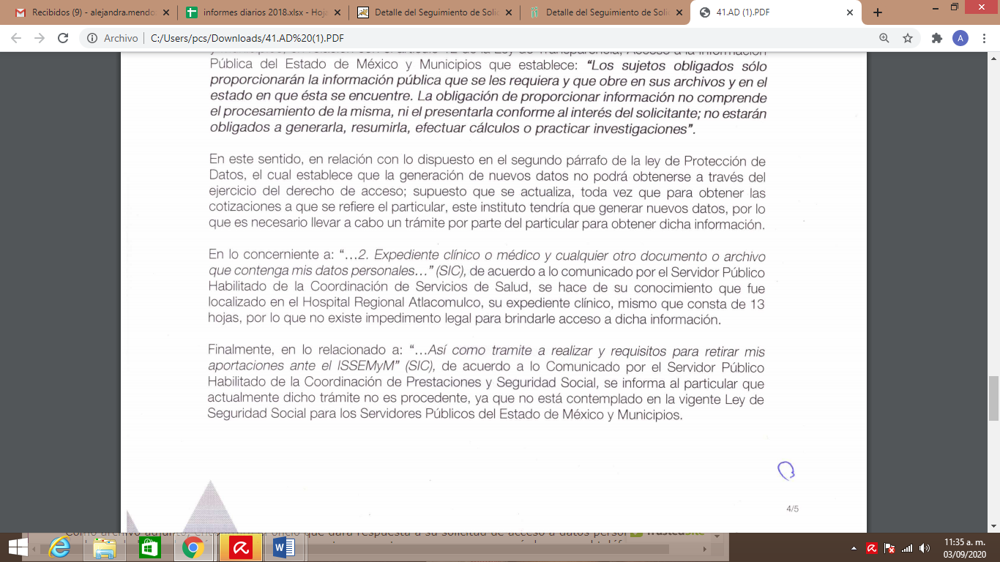 Recibidos (9) - alejandra.mendo
informes diarios 2018.xlsx - Hoja
Detalle del Seguimiento de Solic
Detalle del Seguimiento de Solic
41.AD (1).PDF
Archivo
C:/Users/pcs/Downloads/41.AD%20(1).PDF
A
Pública del Estado de México y Municipios que establece: “Los sujetos obligados sólo
proporcionarán la información pública que se les requiera y que obre en sus archivos y en el
estado en que ésta se encuentre. La obligación de proporcionar información no comprende
el procesamiento de la misma, ni el presentarla conforme al interés del solicitante; no estarán
obligados a generarla, resumirla, efectuar cálculos o practicar investigaciones”.
En este sentido, en relación con lo dispuesto en el segundo párrafo de la ley de Protección de
Datos, el cual establece que la generación de nuevos datos no podrá obtenerse a través del
ejercicio del derecho de acceso; supuesto que se actualiza, toda vez que para obtener las
cotizaciones a que se refiere el particular, este instituto tendría que generar nuevos datos, por lo
que es necesario llevar a cabo un trámite por parte del particular para obtener dicha información.
En lo concerniente a: “…2. Expediente clínico o médico y cualquier otro documento o archivo
que contenga mis datos personales…” (SIC), de acuerdo a lo comunicado por el Servidor Público
Habilitado de la Coordinación de Servicios de Salud, se hace de su conocimiento que fue
localizado en el Hospital Regional Atlacomulco, su expediente clínico, mismo que consta de 13
hojas, por lo que no existe impedimento legal para brindarle acceso a dicha información.
Finalmente, en lo relacionado a: “…Así como tramite a realizar y requisitos para retirar mis
aportaciones ante el ISSEMyM” (SIC), de acuerdo a lo Comunicado por el Servidor Público
Habilitado de la Coordinación de Prestaciones y Seguridad Social, se informa al particular que
actualmente dicho trámite no es procedente, ya que no está contemplado en la vigente Ley de
Seguridad Social para los Servidores Públicos del Estado de México y Municipios.
4/5
11:35 a. m.
03/09/2020